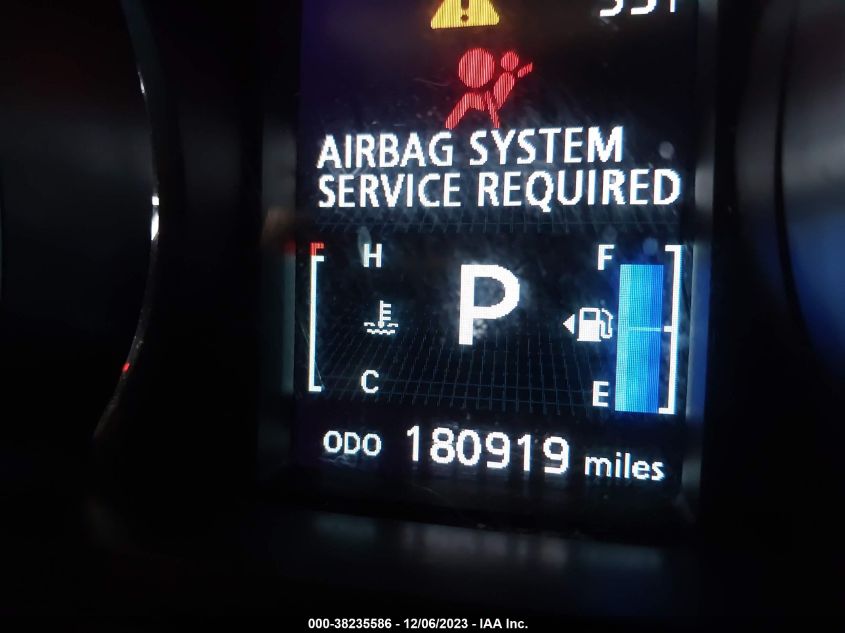 AIRBAG SYSTEM
SERVICE REQUIRED
H F
P
C E
ODO 180919 miles
000-38235586 - 12/06/2023 - IAA Inc.